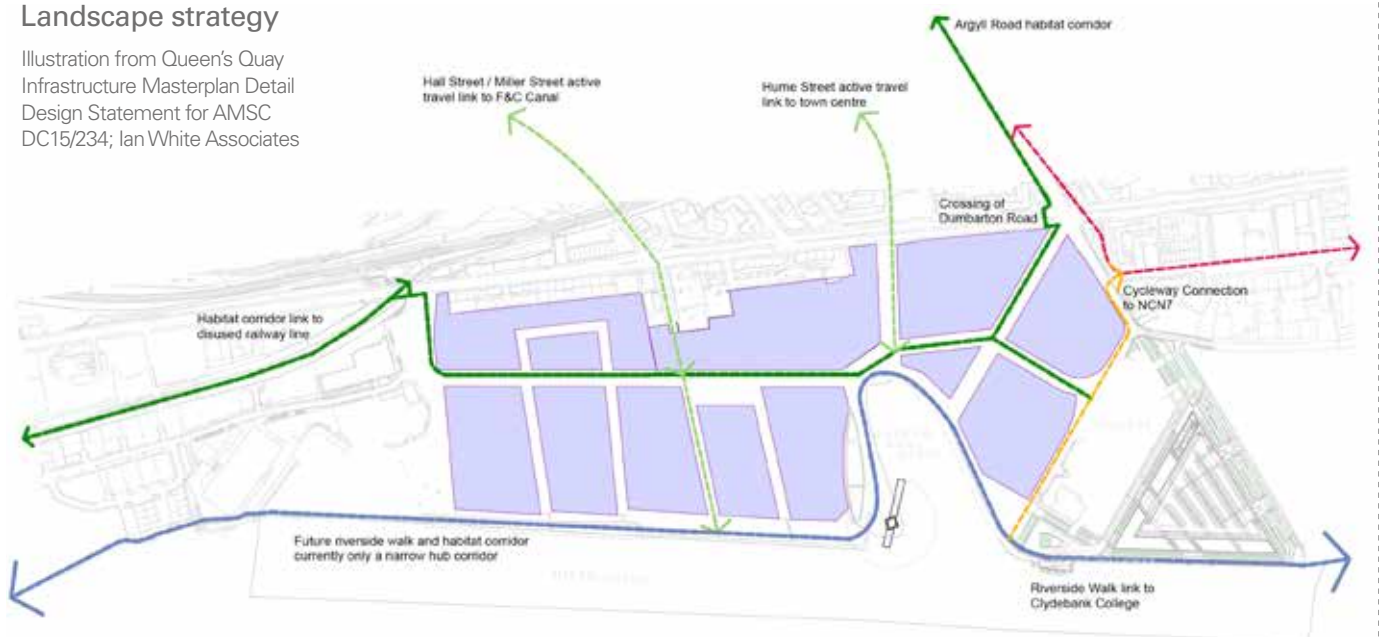 Landscape strategy
Illustration from Queen's Quay
Infrastructure Masterplan Detail
Design Statement for AMSC
DC15/234; Ian White Associates
Argyll Road habitat corridor
Hall Street / Miller Street active
travel link to F&C Canal
Hume Street active travel
link to town centre
Crossing of
Dumbarton Road
Habitat corridor link to
disused railway line
Cycleway Connection
to NCN7
Future riverside walk and habitat corridor
currently only a narrow hub corridor
Riverside Walk link to
Clydebank College